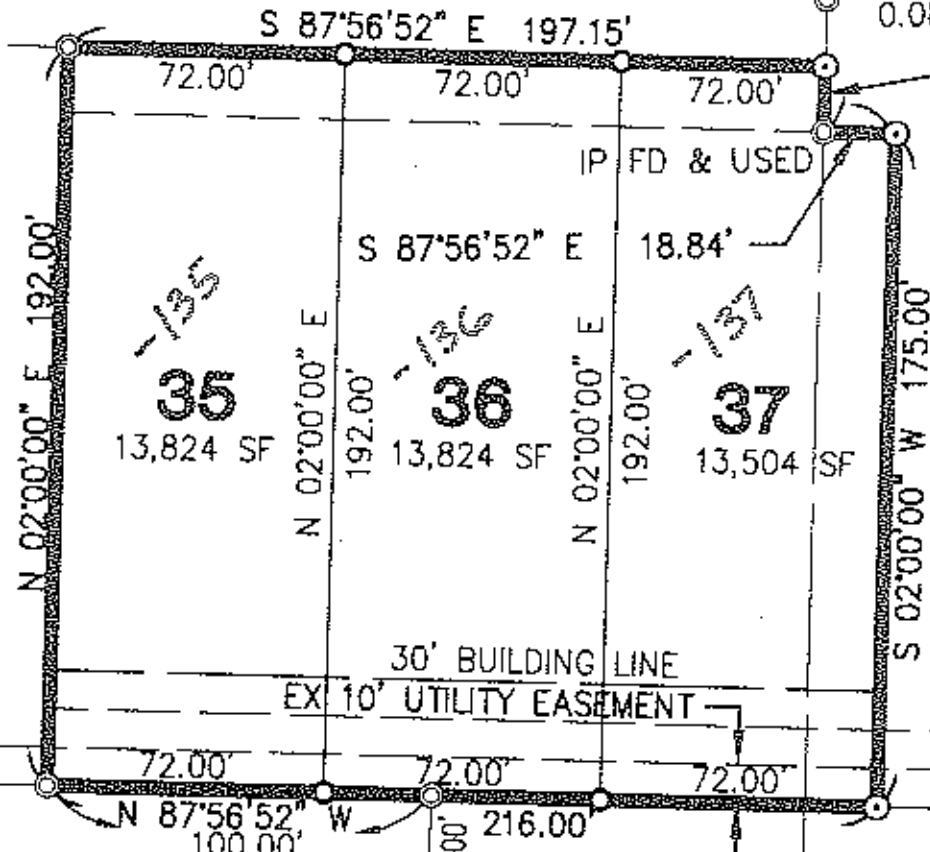 S 87°56'52" E 197.15'
0.0
72.00' 72.00' 72.00'
IP FD & USED
S 87°56'52" E 18.84'
N 02°00'00" E 192.00'
-135
35
13,824 SF
N 02°00'00" E
192.00'
-136
36
13,824 SF
N 02°00'00" E
192.00'
-137
37
13,504 SF
S 02°00'00" W 175.00'
30' BUILDING LINE
EX 10' UTILITY EASEMENT
72.00' 72.00' 72.00'
N 87°56'52" W 216.00'
100.00'
00'